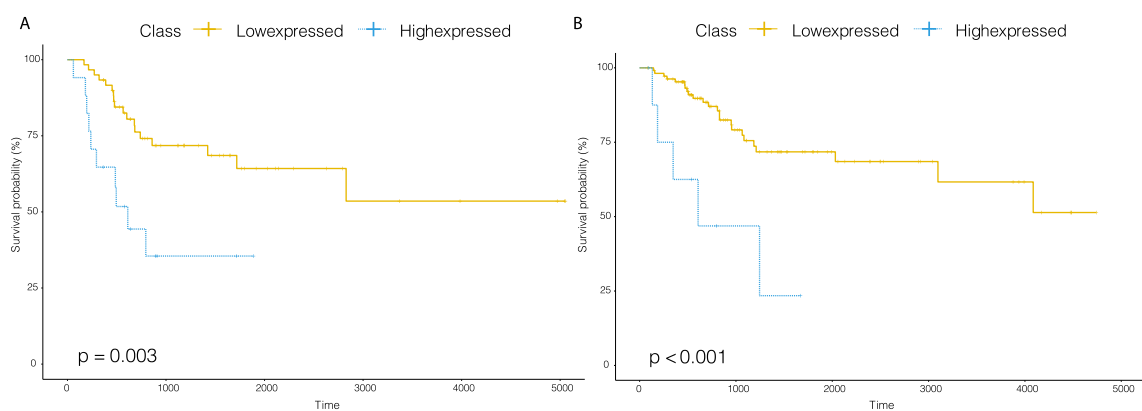 A
Class Lowexpressed Highexpressed
Survival probability (%)
100
75
50
25
0
p = 0.003
0 1000 2000 3000 4000 5000
Time
B
Class Lowexpressed Highexpressed
Survival probability (%)
100
75
50
25
0
p < 0.001
0 1000 2000 3000 4000 5000
Time